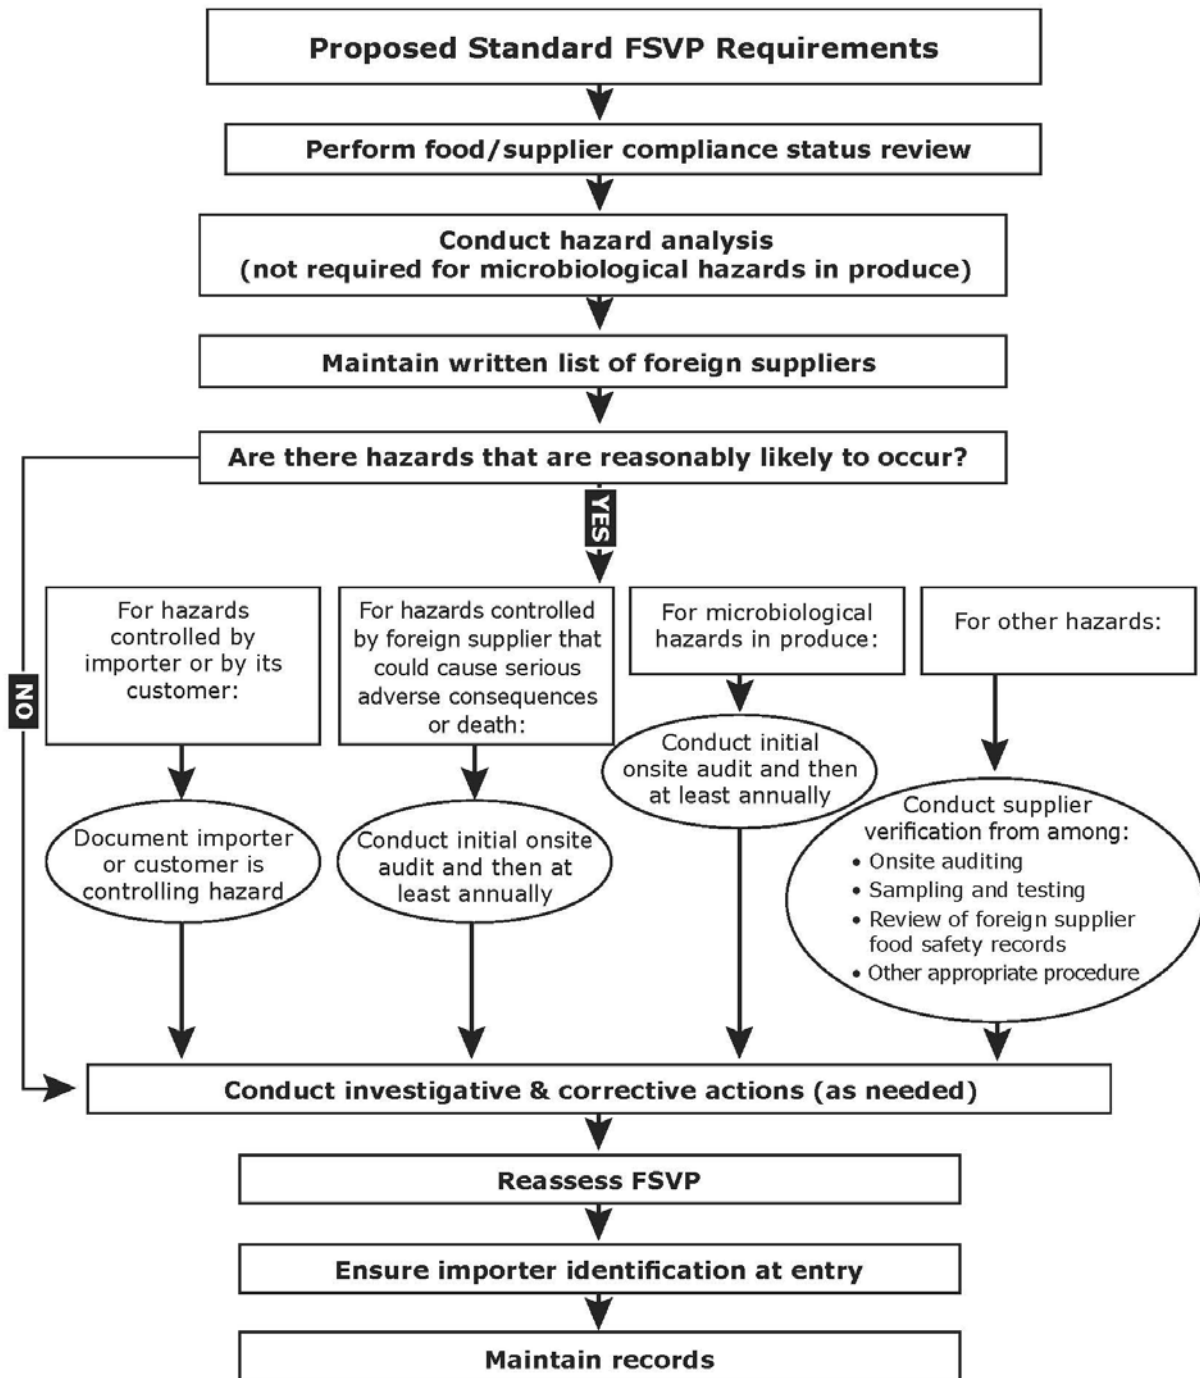 Proposed Standard FSVP Requirements
Perform food/supplier compliance status review
Conduct hazard analysis
(not required for microbiological hazards in produce)
Maintain written list of foreign suppliers
Are there hazards that are reasonably likely to occur?
YES
NO
For hazards
controlled by
importer or by its
customer:
For hazards controlled
by foreign supplier that
could cause serious
adverse consequences
or death:
For microbiological
hazards in produce:
For other hazards:
Document importer
or customer is
controlling hazard
Conduct initial onsite
audit and then at
least annually
Conduct initial
onsite audit and then
at least annually
Conduct supplier
verification from among:
• Onsite auditing
• Sampling and testing
• Review of foreign supplier
food safety records
• Other appropriate procedure
Conduct investigative & corrective actions (as needed)
Reassess FSVP
Ensure importer identification at entry
Maintain records